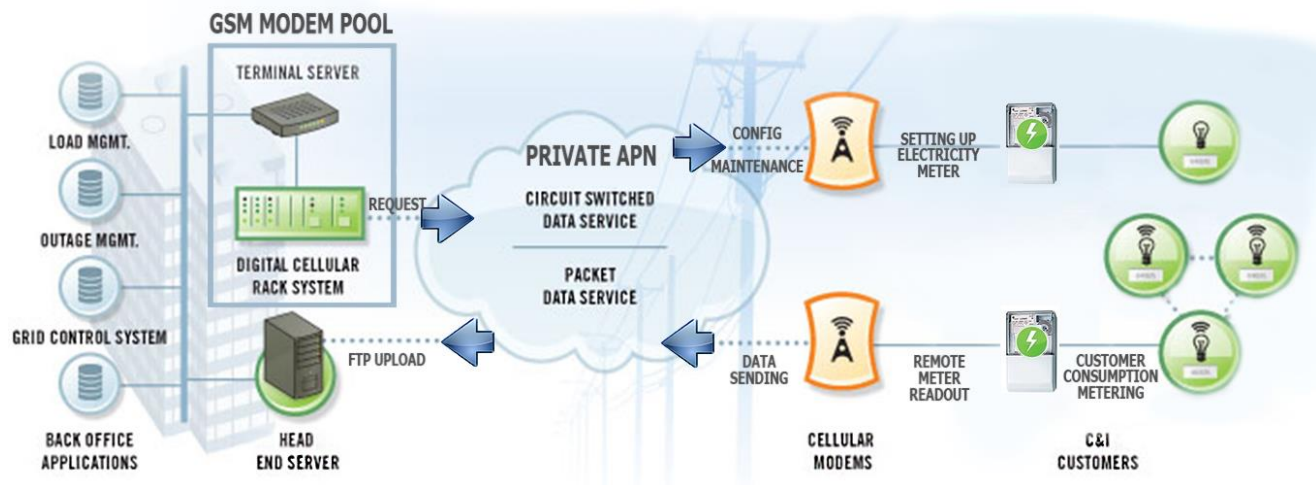 GSM MODEM POOL
TERMINAL SERVER
LOAD MGMT.
OUTAGE MGMT.
GRID CONTROL SYSTEM
BACK OFFICE
APPLICATIONS
REQUEST
DIGITAL CELLULAR
RACK SYSTEM
FTP UPLOAD
HEAD
END SERVER
PRIVATE APN
CIRCUIT SWITCHED
DATA SERVICE
PACKET
DATA SERVICE
CONFIG
MAINTENANCE
SETTING UP
ELECTRICITY
METER
DATA
SENDING
REMOTE
METER
READOUT
CUSTOMER
CONSUMPTION
METERING
CELLULAR
MODEMS
C&I
CUSTOMERS